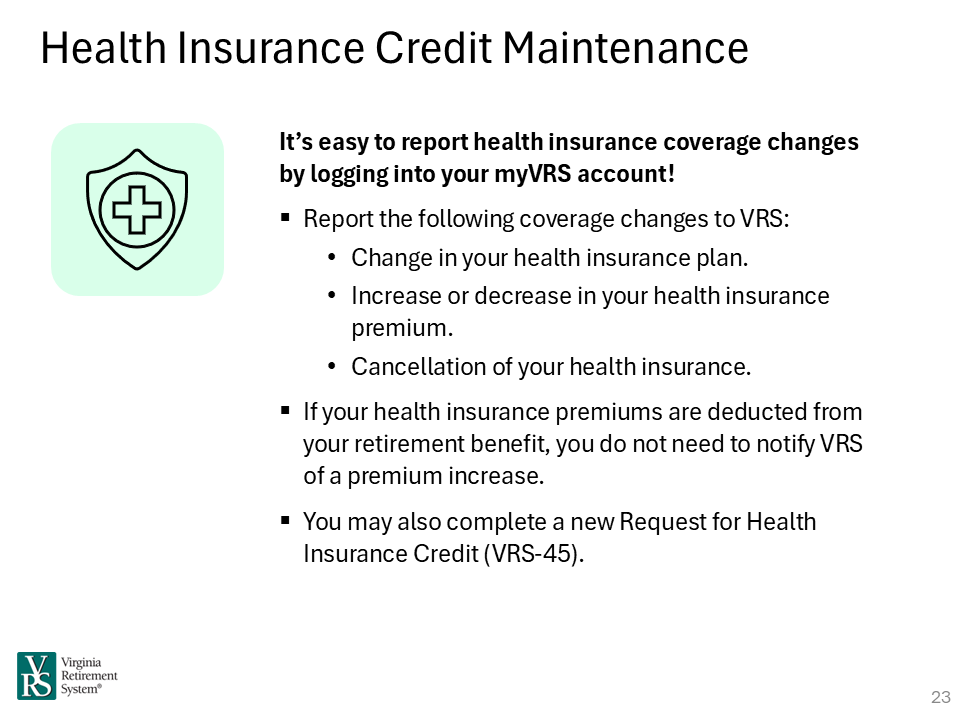 Health Insurance Credit Maintenance
It’s easy to report health insurance coverage changes
by logging into your myVRS account!
▪ Report the following coverage changes to VRS:
• Change in your health insurance plan.
• Increase or decrease in your health insurance
premium.
• Cancellation of your health insurance.
▪ If your health insurance premiums are deducted from
your retirement benefit, you do not need to notify VRS
of a premium increase.
▪ You may also complete a new Request for Health
Insurance Credit (VRS-45).
VRS
Virginia
Retirement
System®
23